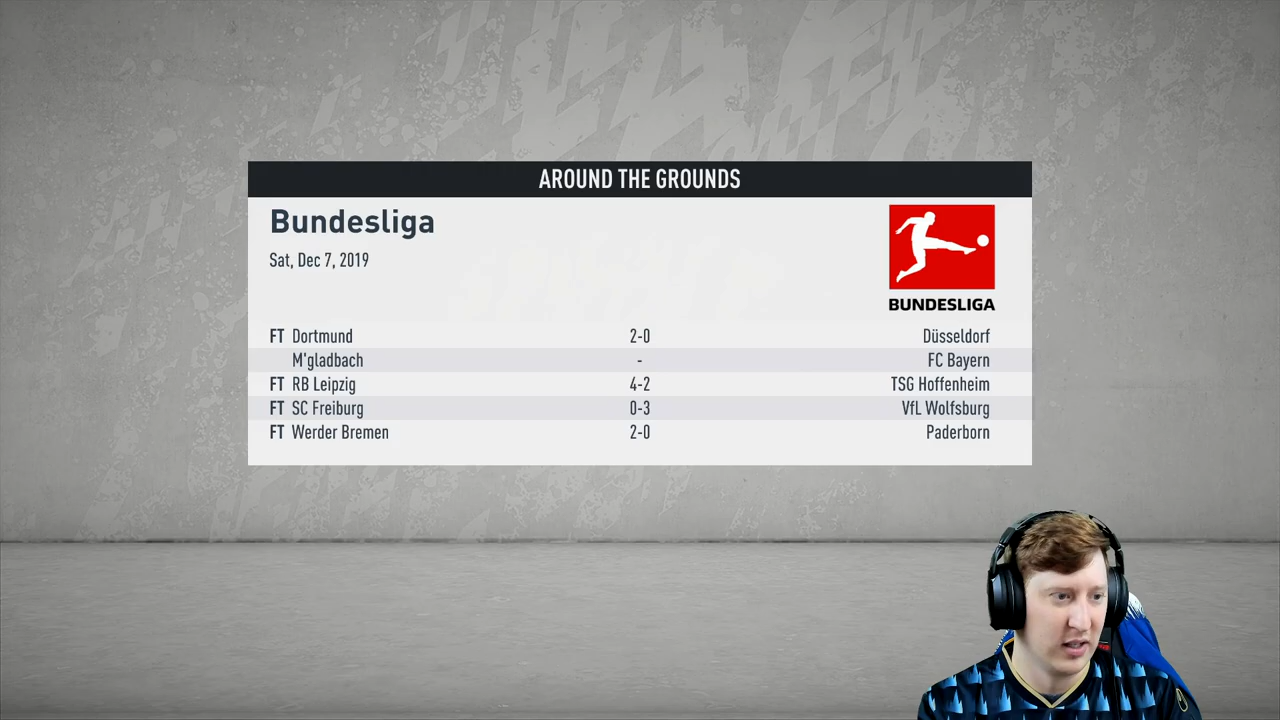 AROUND THE GROUNDS
Bundesliga
Sat, Dec 7, 2019
BUNDESLIGA
FT Dortmund 2-0 Düsseldorf
M'gladbach - FC Bayern
FT RB Leipzig 4-2 TSG Hoffenheim
FT SC Freiburg 0-3 VfL Wolfsburg
FT Werder Bremen 2-0 Paderborn